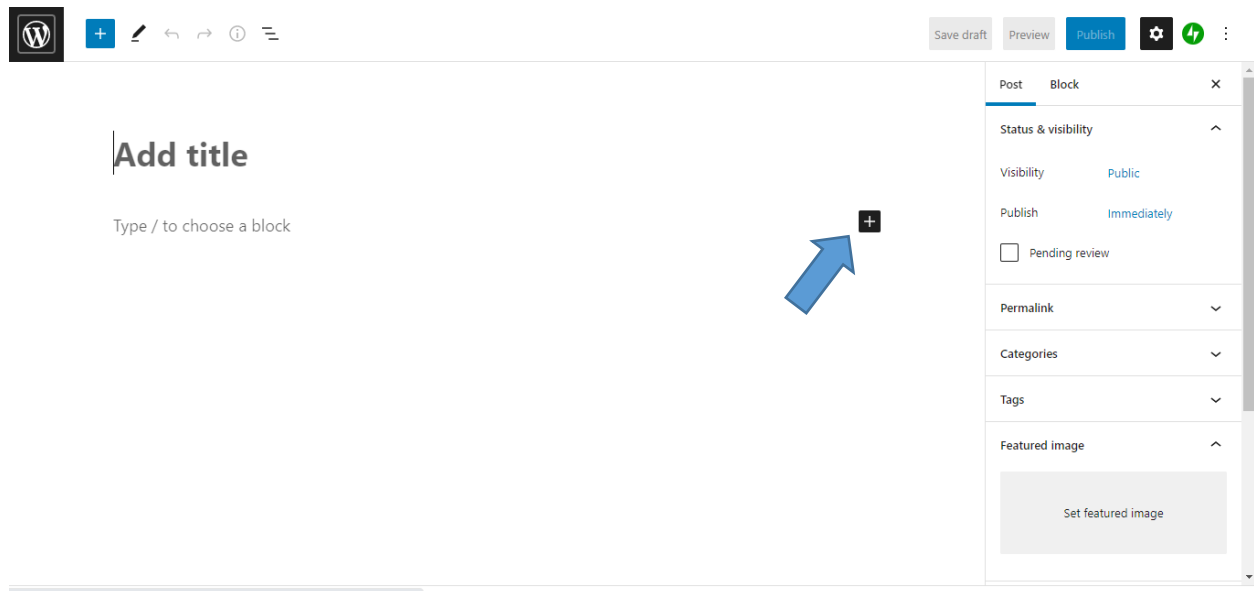 Save draft
Preview
Publish
Post
Block
Add title
Type / to choose a block
Status & visibility
Visibility
Public
Publish
Immediately
Pending review
Permalink
Categories
Tags
Featured image
Set featured image